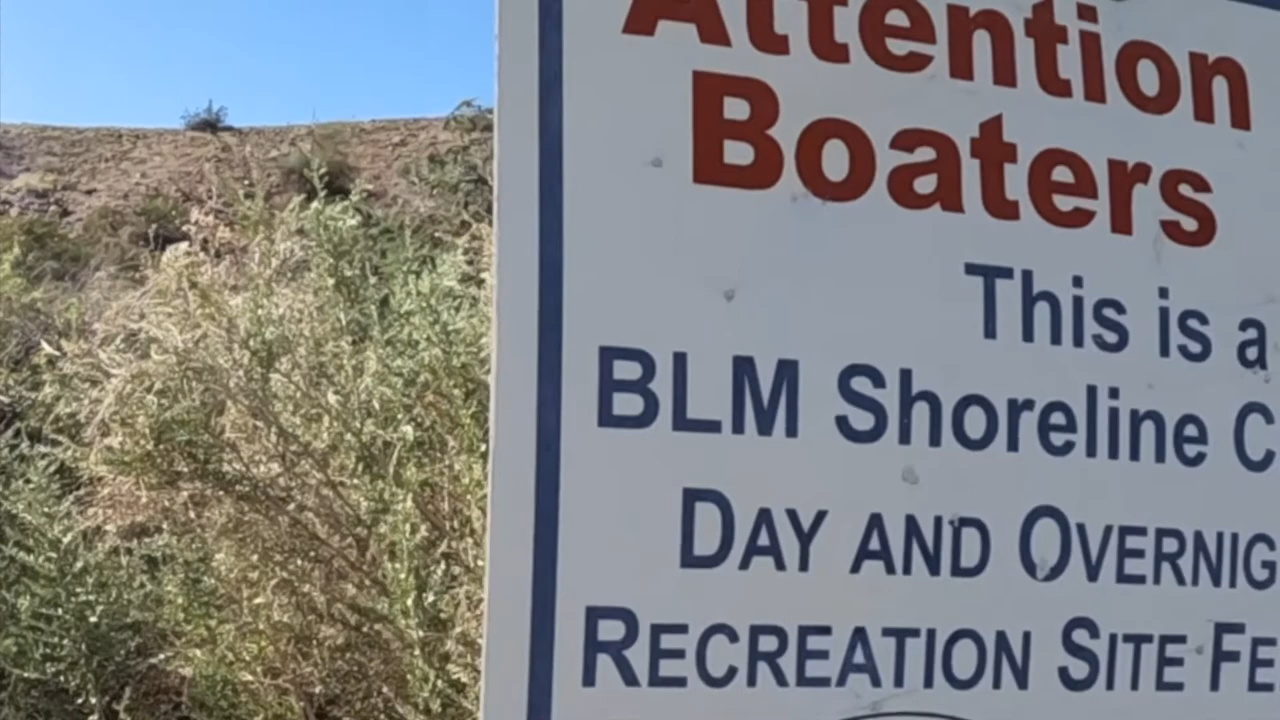 Attention
Boaters
This is a
BLM Shoreline C
DAY AND OVERNIG
RECREATION SITE FE